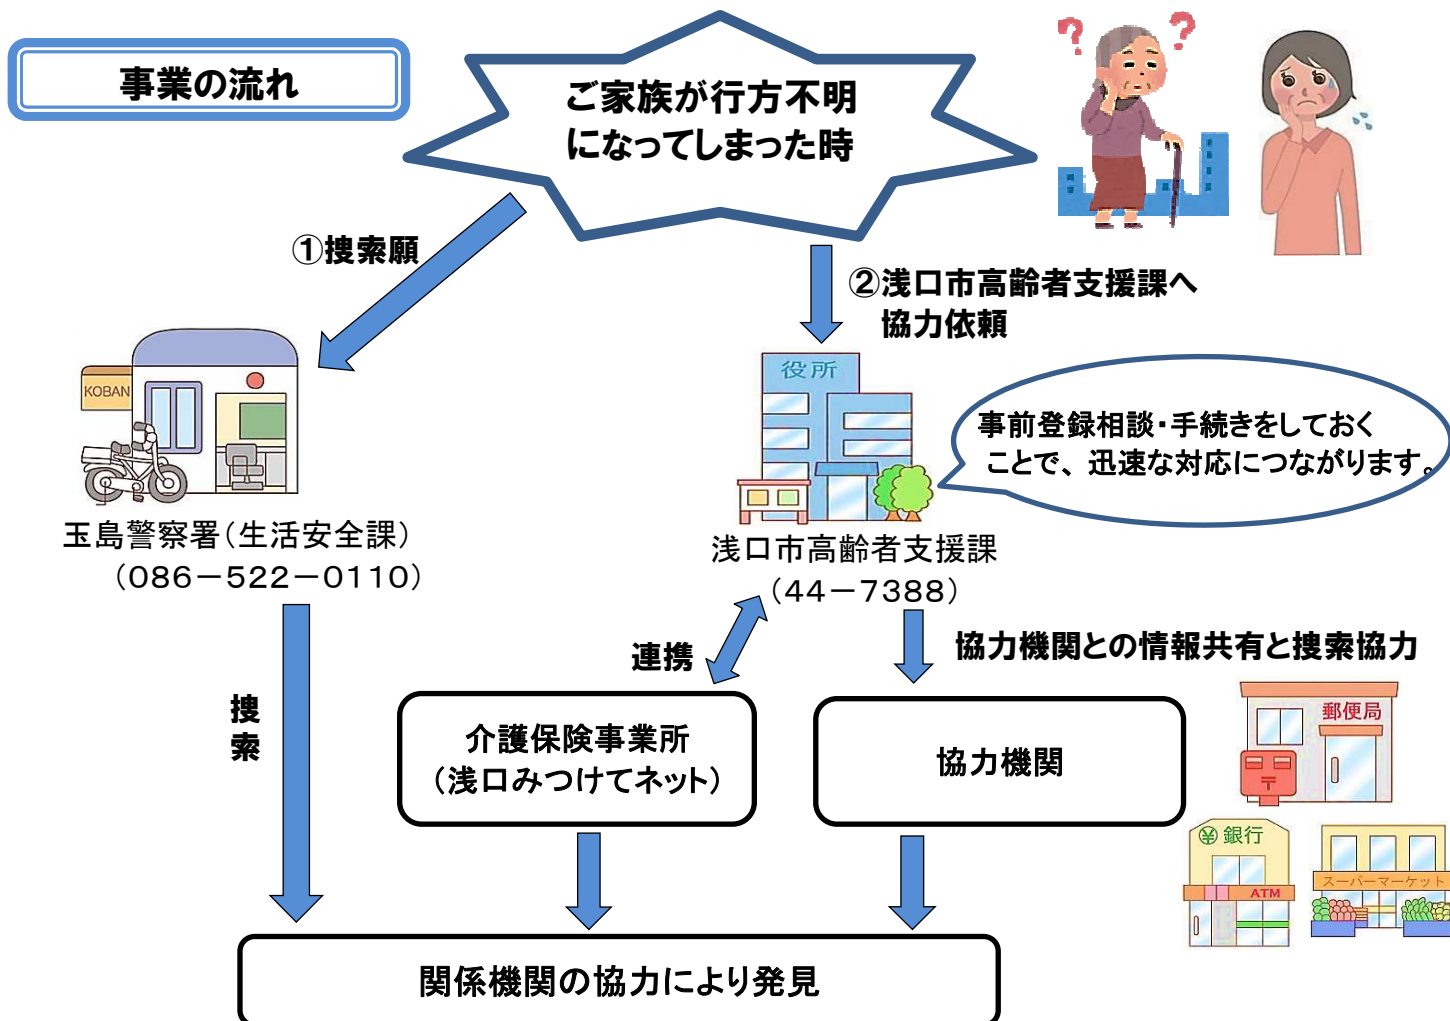 事業の流れ
ご家族が行方不明
になってしまった時
?
?
①捜索願
②浅口市高齢者支援課へ
協力依頼
KOBAN
役所
事前登録相談・手続きをしておく
ことで、迅速な対応につながります。
玉島警察署(生活安全課)
(086-522-0110)
浅口市高齢者支援課
(44-7388)
捜索
連携
協力機関との情報共有と捜索協力
介護保険事業所
(浅口みつけてネット)
協力機関
郵便局
〒
¥銀行
ATM
スーパーマーケット
関係機関の協力により発見